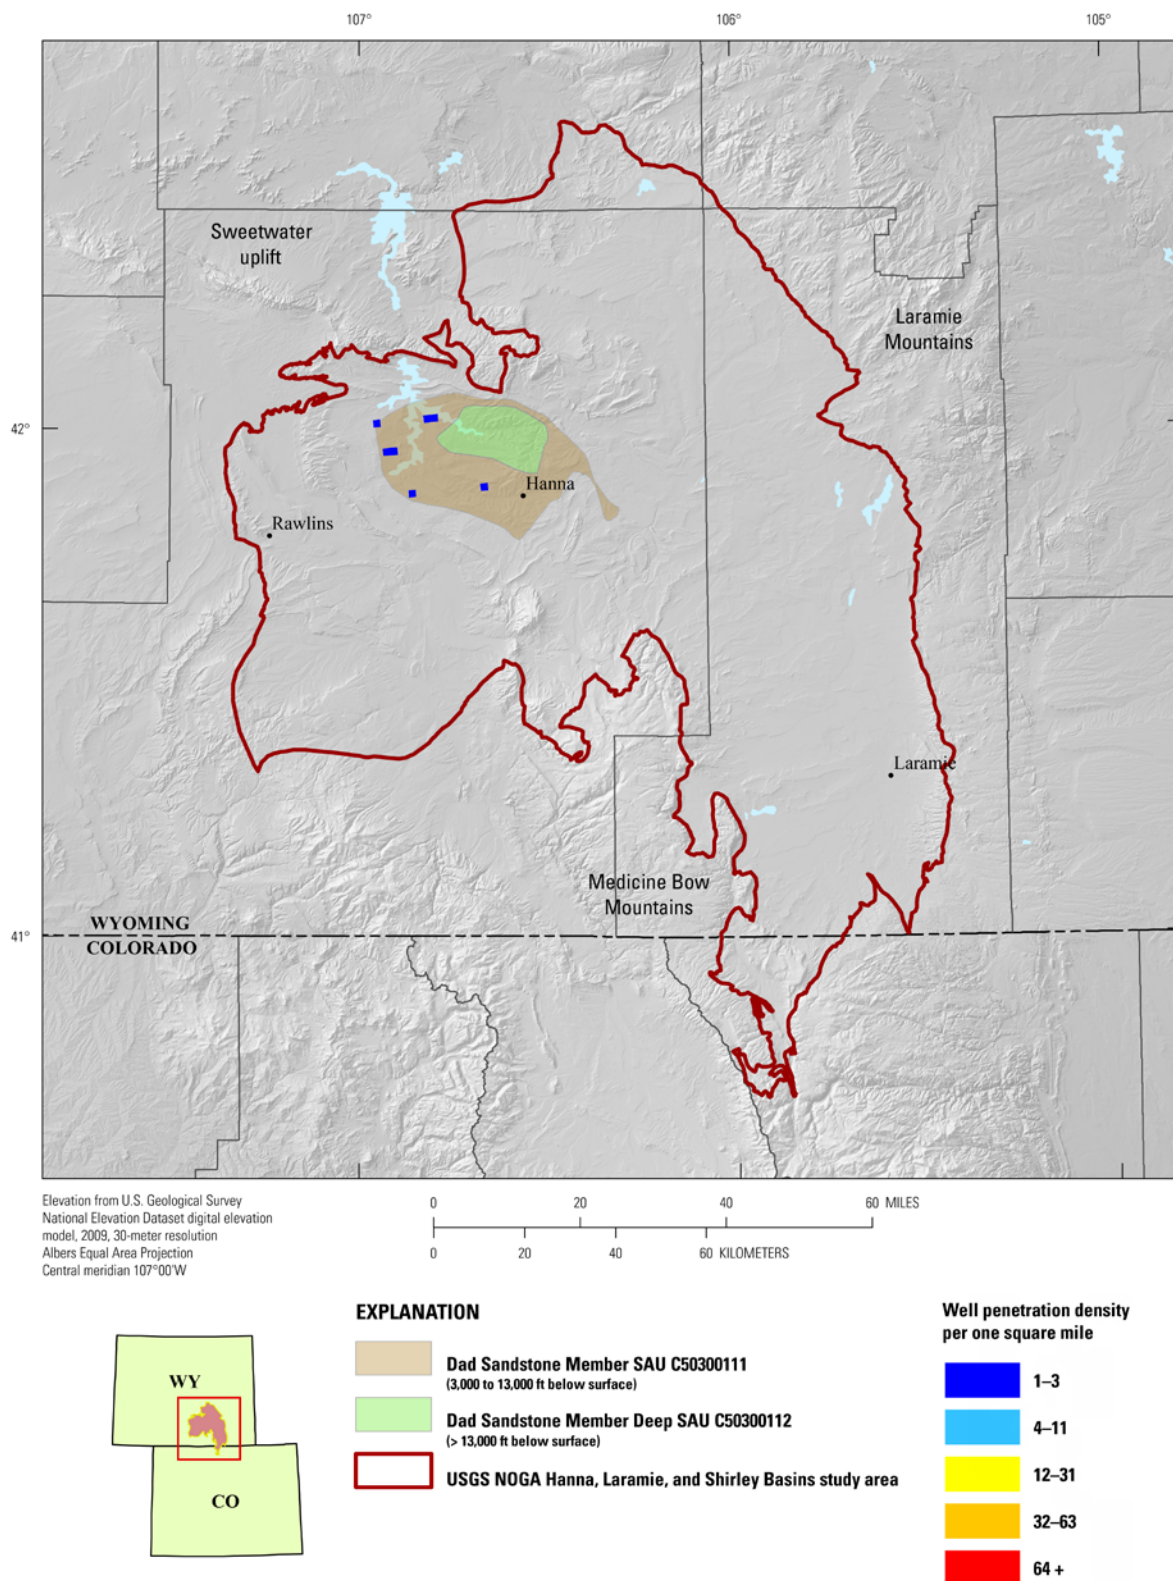 107°
106°
105°
Sweetwater
uplift
Laramie
Mountains
42°
Hanna
Rawlins
Laramie
Medicine Bow
Mountains
WYOMING
41°
COLORADO
Elevation from U.S. Geological Survey
National Elevation Dataset digital elevation
model, 2009, 30-meter resolution
Albers Equal Area Projection
Central meridian 107°00'W
0 20 40 60 MILES
0 20 40 60 KILOMETERS
WY
CO
EXPLANATION
Dad Sandstone Member SAU C50300111
(3,000 to 13,000 ft below surface)
Dad Sandstone Member Deep SAU C50300112
(> 13,000 ft below surface)
USGS NOGA Hanna, Laramie, and Shirley Basins study area
Well penetration density
per one square mile
1–3
4–11
12–31
32–63
64 +